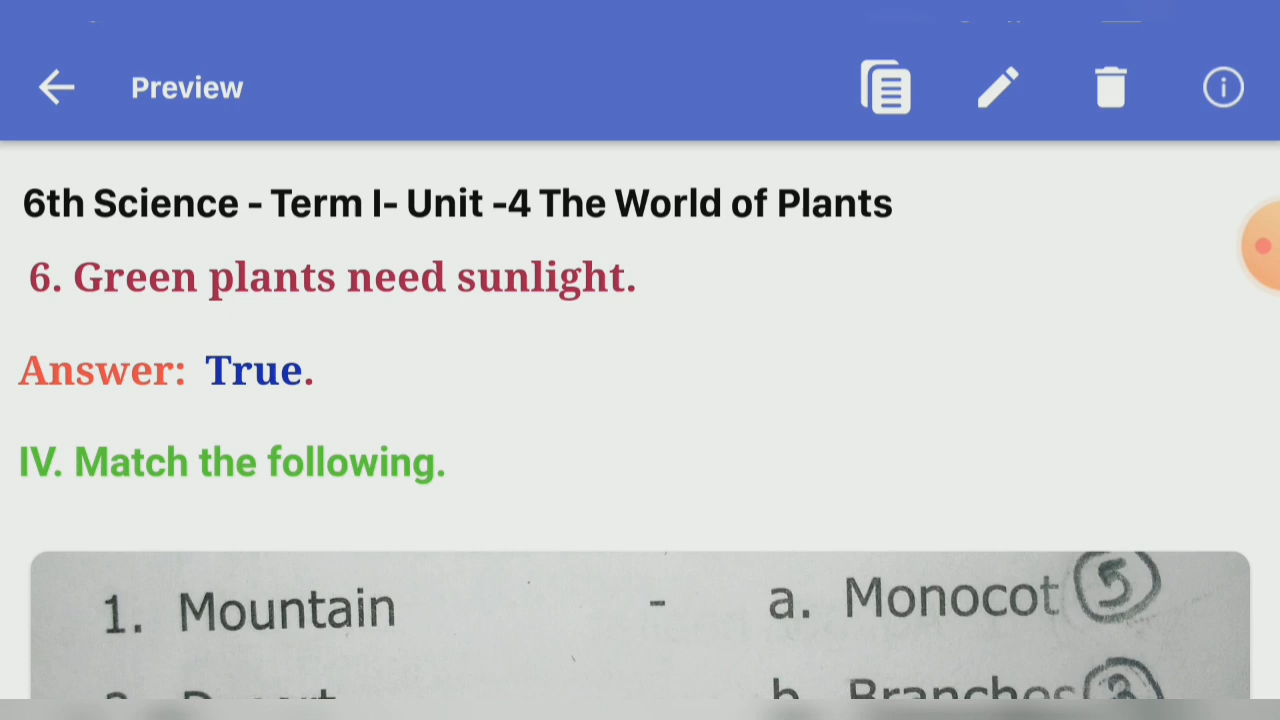 Preview
6th Science - Term I- Unit -4 The World of Plants
6. Green plants need sunlight.
Answer: True.
IV. Match the following.
1. Mountain - a. Monocot 5
b. Branches